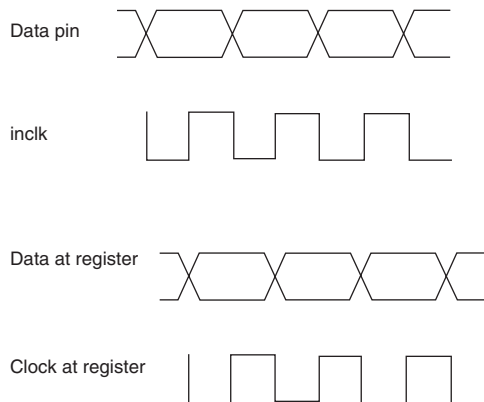 Data pin
inclk
Data at register
Clock at register